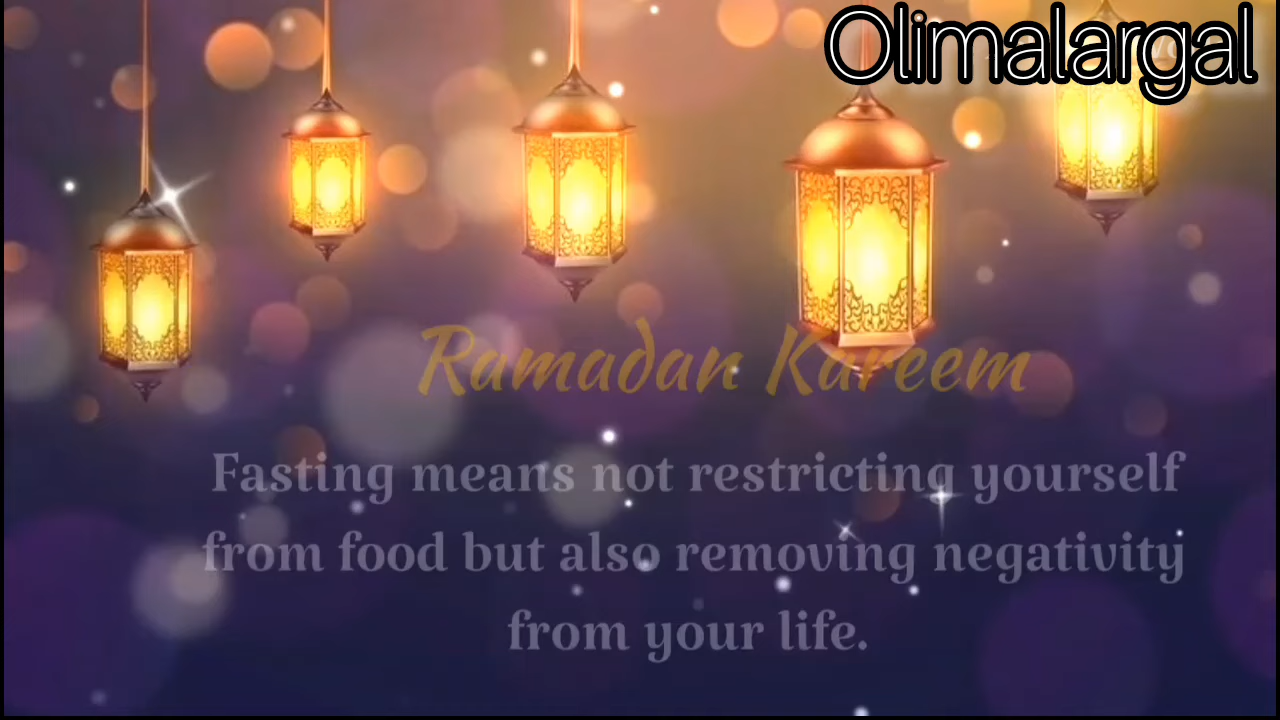 Olimalargal
Ramadan Kareem
Fasting means not restricting yourself
from food but also removing negativity
from your life.